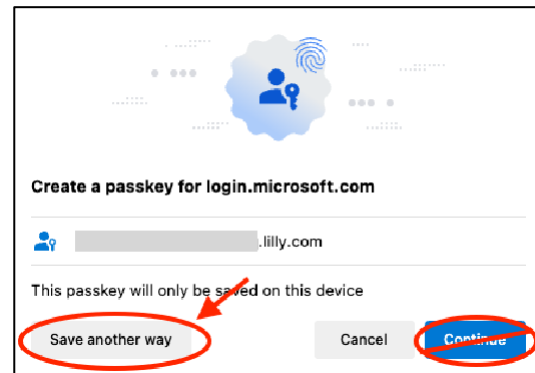 Create a passkey for login.microsoft.com
.lilly.com
This passkey will only be saved on this device
Save another way Cancel Continue